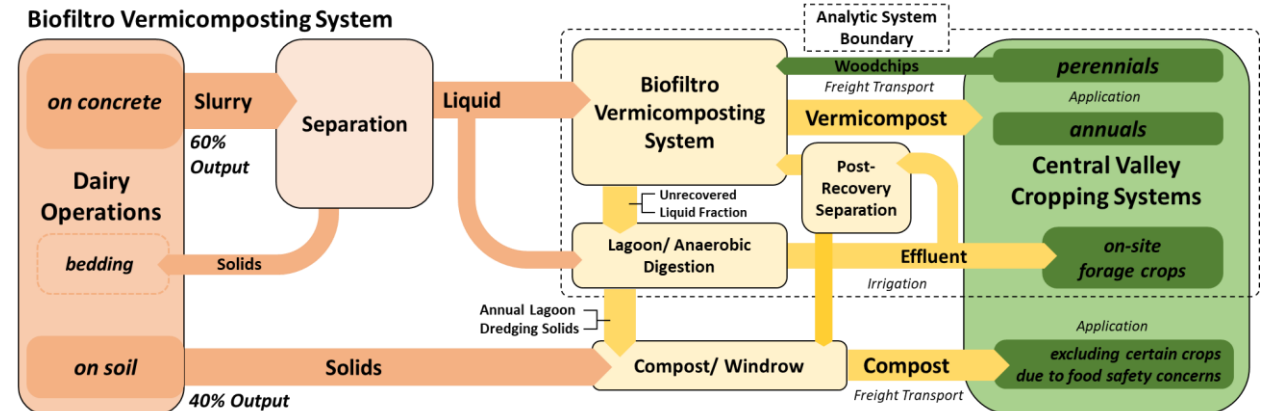 Biofiltro Vermicomposting System
Analytic System
Boundary
on concrete
Slurry
60%
Output
Separation
Liquid
Biofiltro
Vermicomposting
System
Woodchips
Freight Transport
perennials
Application
Vermicompost
annuals
Dairy
Operations
Central Valley
Cropping Systems
Post-
Recovery
Separation
Unrecovered
Liquid Fraction
bedding
Solids
Lagoon/ Anaerobic
Digestion
Effluent
Irrigation
on-site
forage crops
Annual Lagoon
Dredging Solids
Application
on soil
Solids
40% Output
Compost/ Windrow
Compost
Freight Transport
excluding certain crops
due to food safety concerns